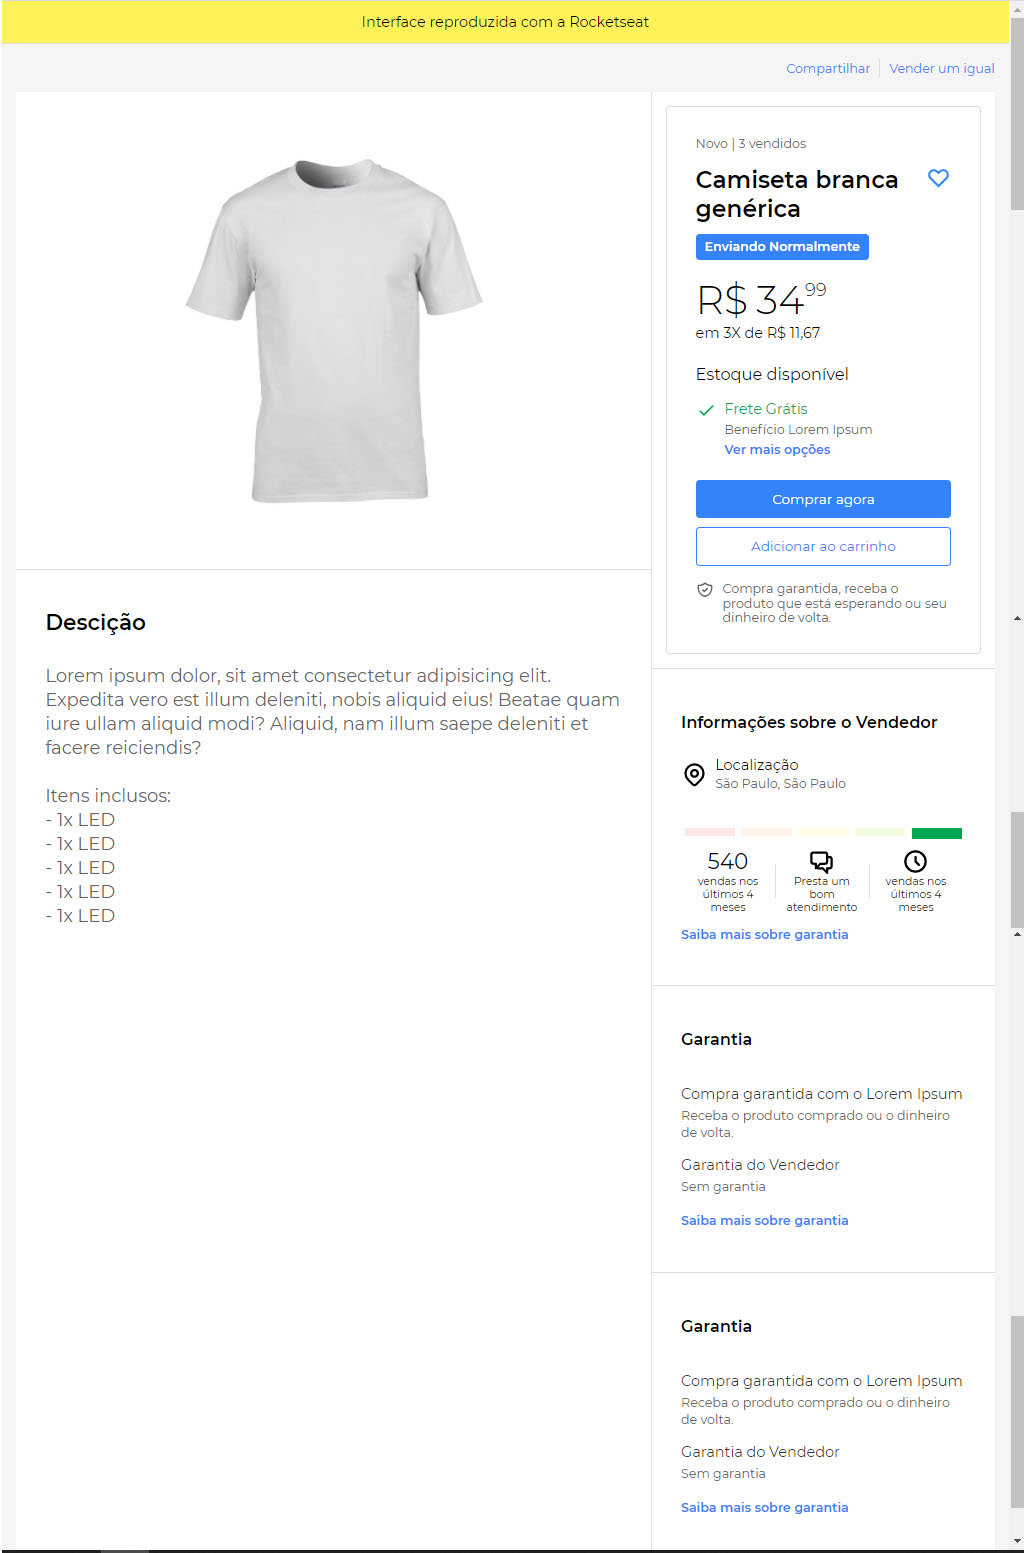 Interface reproduzida com a Rocketseat
Compartilhar
Vender um igual
Novo | 3 vendidos
Camiseta branca
genérica
Enviando Normalmente
R$ 34 99
em 3X de R$ 11,67
Estoque disponível
Frete Grátis
Benefício Lorem Ipsum
Ver mais opções
Comprar agora
Adicionar ao carrinho
Compra garantida, receba o
produto que está esperando ou seu
dinheiro de volta.
Descição
Lorem ipsum dolor, sit amet consectetur adipisicing elit.
Expedita vero est illum deleniti, nobis aliquid eius! Beatae quam
iure ullam aliquid modi? Aliquid, nam illum saepe deleniti et
facere reiciendis?
Itens inclusos:
- 1x LED
- 1x LED
- 1x LED
- 1x LED
- 1x LED
Informações sobre o Vendedor
Localização
São Paulo, São Paulo
540
vendas nos
últimos 4
meses
Presta um
bom
atendimento
vendas nos
últimos 4
meses
Saiba mais sobre garantia
Garantia
Compra garantida com o Lorem Ipsum
Receba o produto comprado ou o dinheiro
de volta.
Garantia do Vendedor
Sem garantia
Saiba mais sobre garantia
Garantia
Compra garantida com o Lorem Ipsum
Receba o produto comprado ou o dinheiro
de volta.
Garantia do Vendedor
Sem garantia
Saiba mais sobre garantia